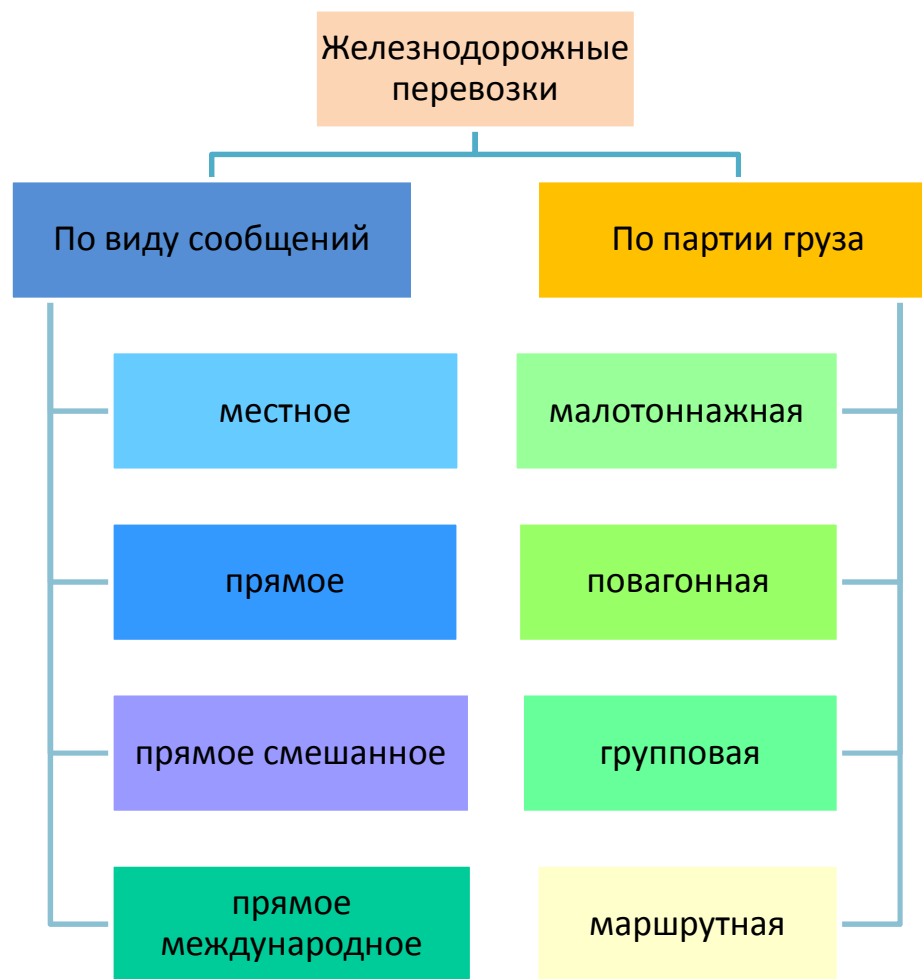 Железнодорожные
перевозки
По виду сообщений
По партии груза
местное
малотоннажная
прямое
повагонная
прямое смешанное
групповая
прямое
международное
маршрутная